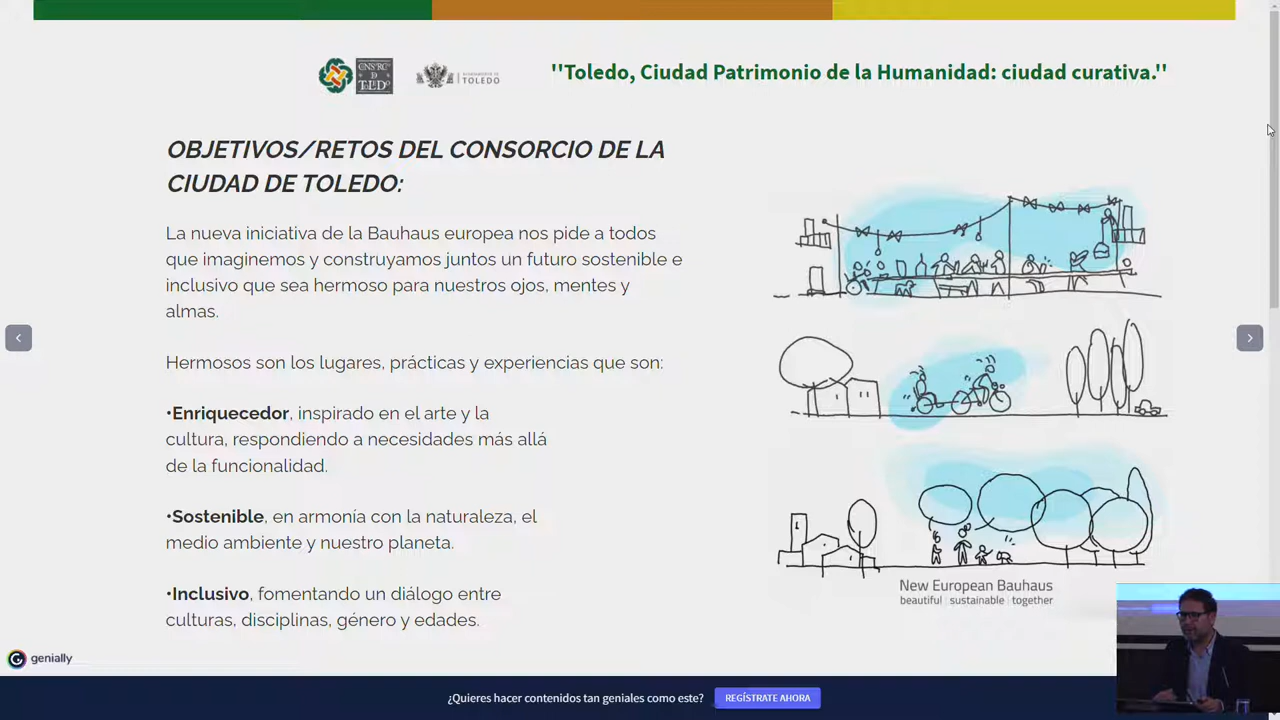 CONSRCIO
D
TOLEDO
TOLEDO
''Toledo, Ciudad Patrimonio de la Humanidad: ciudad curativa.''
OBJETIVOS/RETOS DEL CONSORCIO DE LA
CIUDAD DE TOLEDO:
La nueva iniciativa de la Bauhaus europea nos pide a todos
que imaginemos y construyamos juntos un futuro sostenible e
inclusivo que sea hermoso para nuestros ojos, mentes y
almas.
Hermosos son los lugares, prácticas y experiencias que son:
•Enriquecedor, inspirado en el arte y la
cultura, respondiendo a necesidades más allá
de la funcionalidad.
•Sostenible, en armonía con la naturaleza, el
medio ambiente y nuestro planeta.
•Inclusivo, fomentando un diálogo entre
culturas, disciplinas, género y edades.
New European Bauhaus
beautiful | sustainable | together
genially
¿Quieres hacer contenidos tan geniales como este?
REGÍSTRATE AHORA